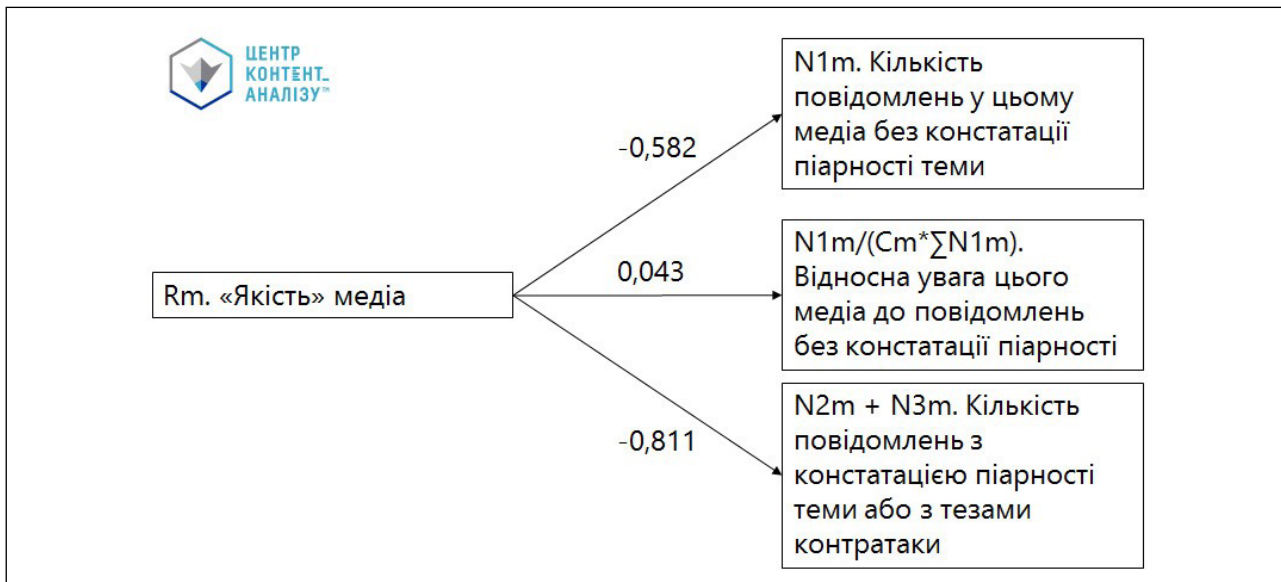 ЦЕНТР
КОНТЕНТ_
АНАЛІЗУ™
N1m. Кількість
повідомлень у цьому
медіа без констатації
піарності теми
-0,582
N1m/(Cm*∑N1m).
Відносна увага цього
медіа до повідомлень
без констатації піарності
0,043
Rm. «Якість» медіа
N2m + N3m. Кількість
повідомлень з
констатацією піарності
теми або з тезами
контратаки
-0,811